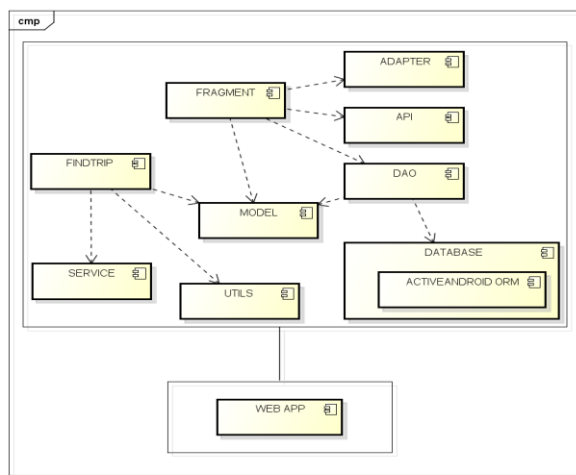 cmp
ADAPTER
FRAGMENT
API
FINDTRIP
DAO
MODEL
DATABASE
SERVICE
ACTIVEANDROID ORM
UTILS
WEB APP